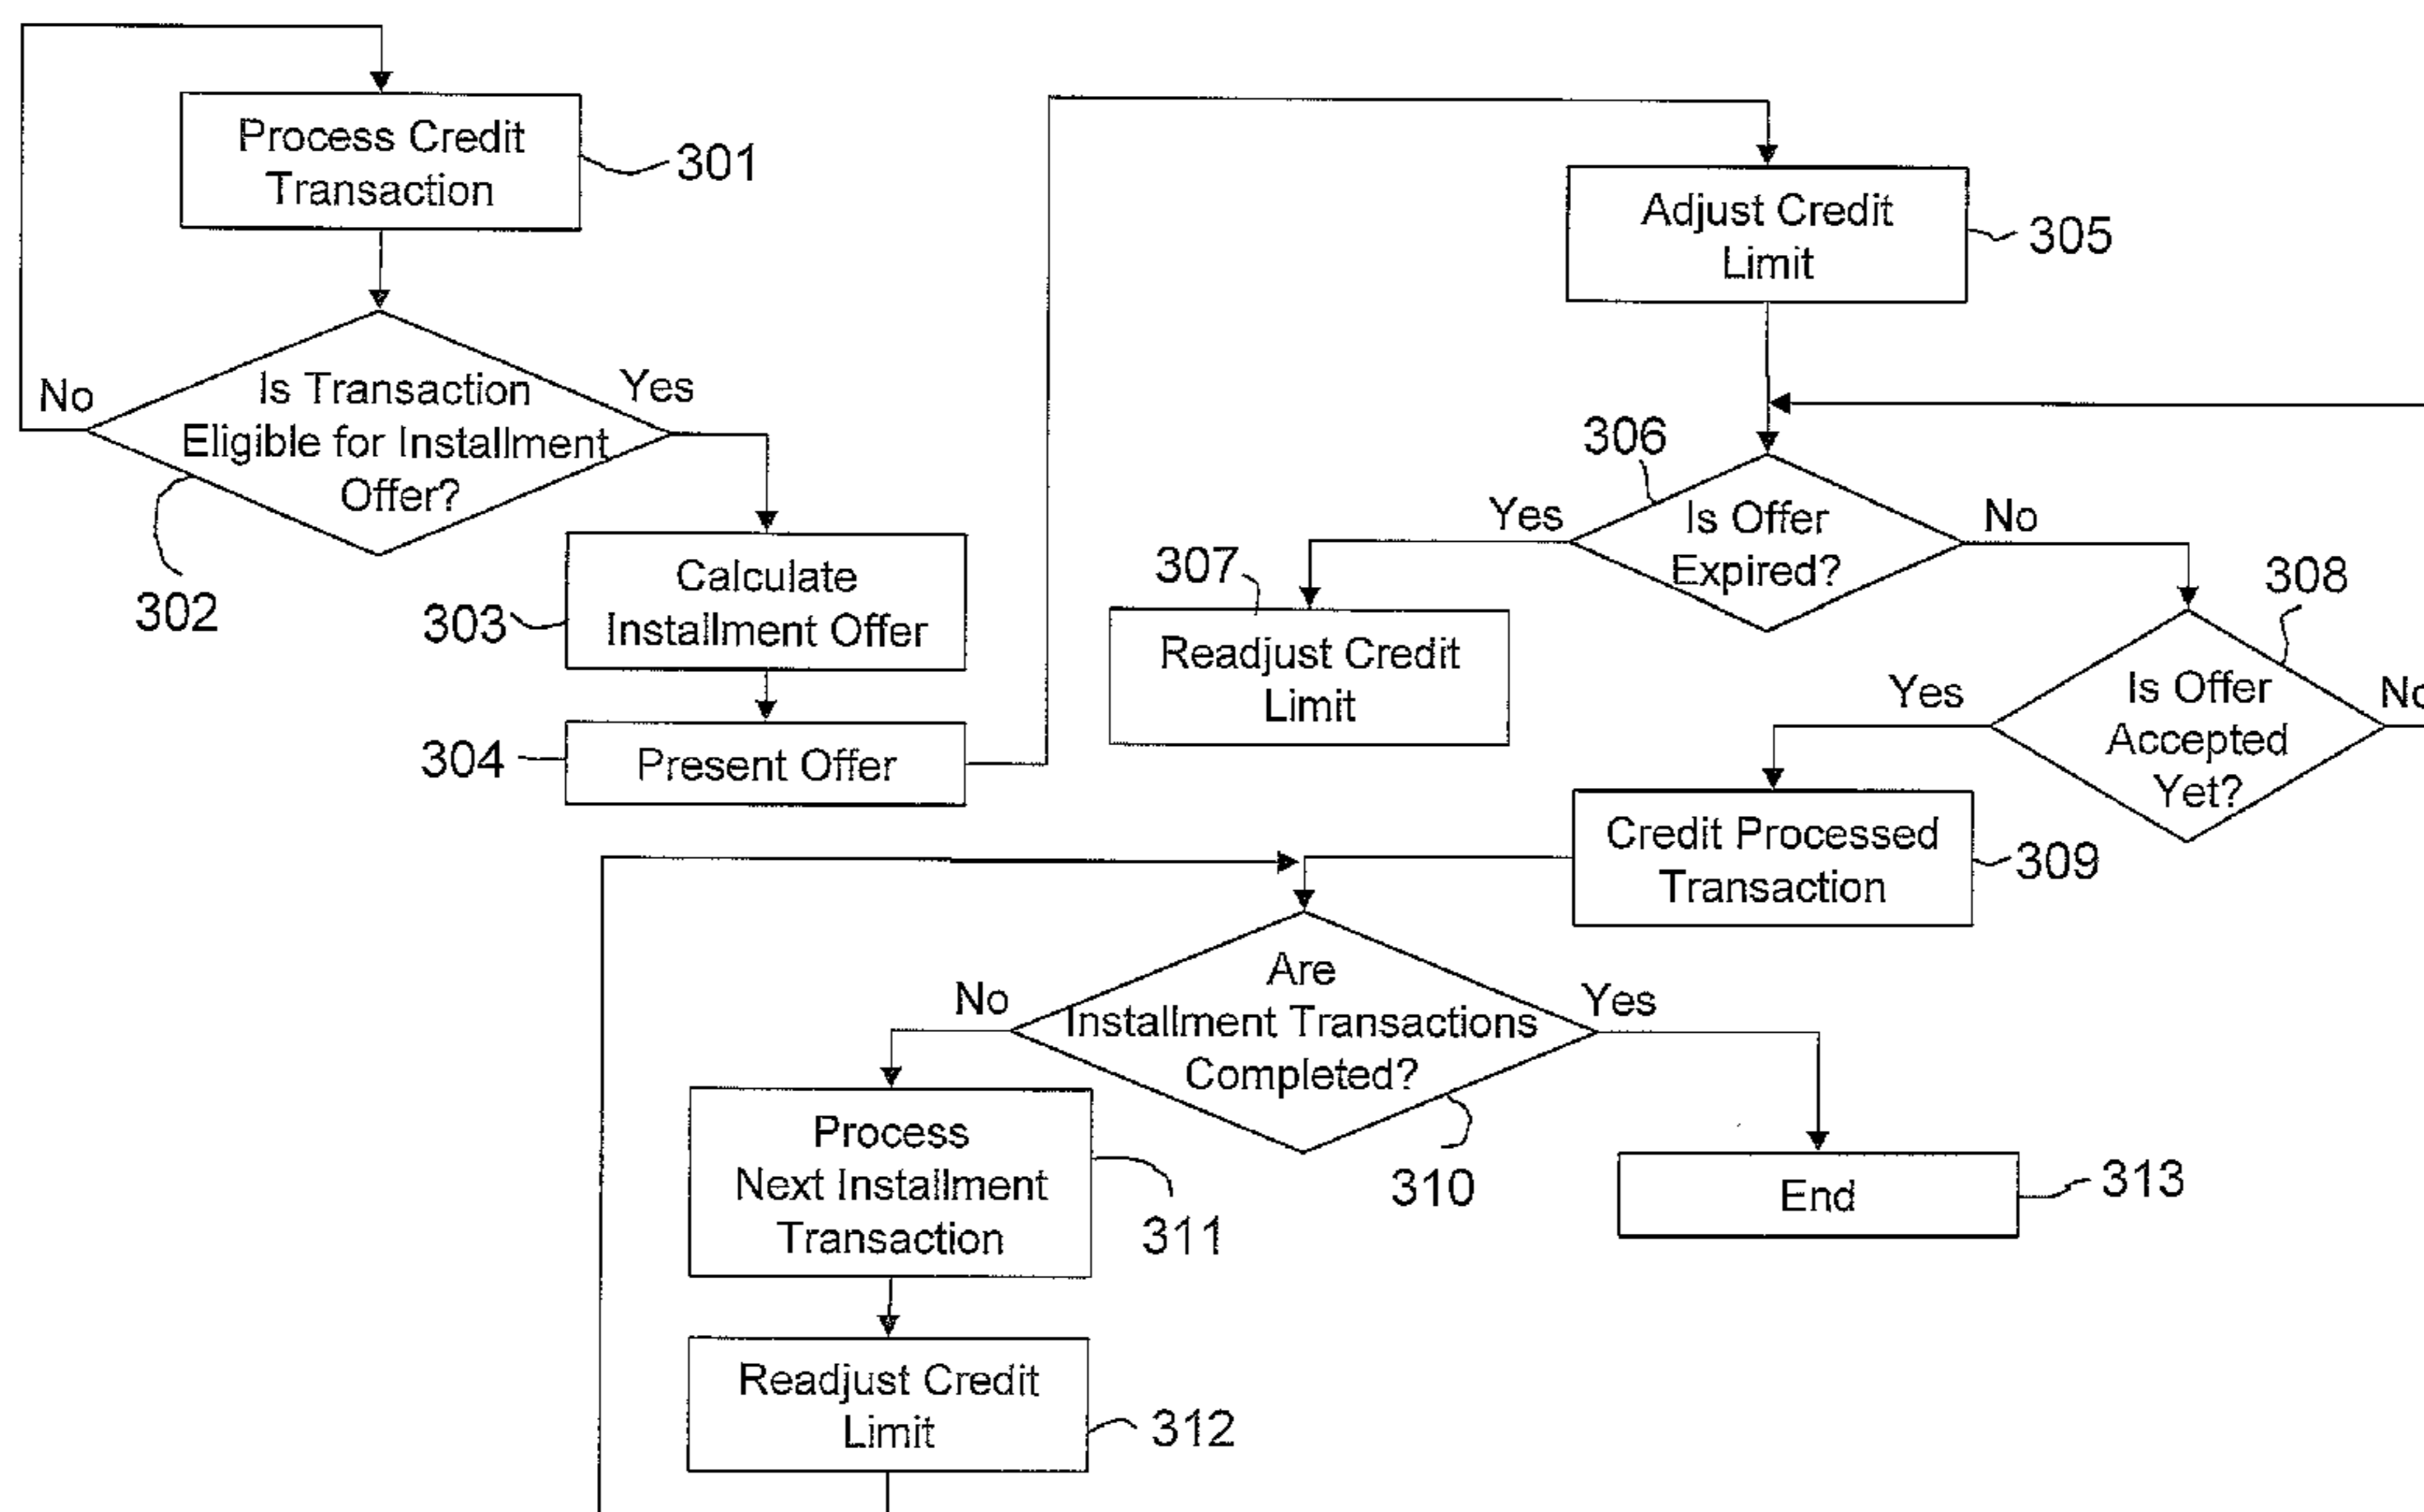 Process Credit
Transaction
301
Is Transaction
Eligible for Installment
Offer?
No
Yes
302
Calculate
Installment Offer
303
Present Offer
304
Adjust Credit
Limit
305
306
Is Offer
Expired?
Yes
No
307
Readjust Credit
Limit
308
Is Offer
Accepted
Yet?
Yes
No
Credit Processed
Transaction
309
Are
Installment Transactions
Completed?
No
Yes
310
Process
Next Installment
Transaction
311
Readjust Credit
Limit
312
End
313